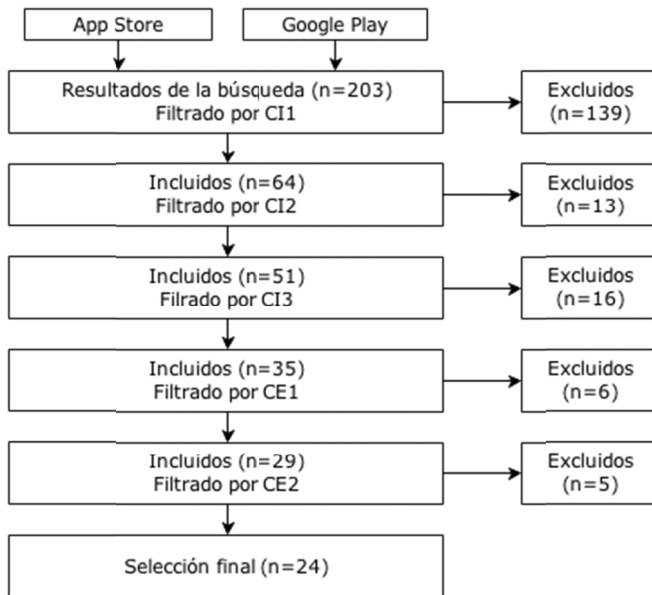 App Store
Google Play
Resultados de la búsqueda (n=203)
Filtrado por CI1
Excluidos
(n=139)
Incluidos (n=64)
Filtrado por CI2
Excluidos
(n=13)
Incluidos (n=51)
Filrado por CI3
Excluidos
(n=16)
Incluidos (n=35)
Filtrado por CE1
Excluidos
(n=6)
Incluidos (n=29)
Filtrado por CE2
Excluidos
(n=5)
Selección final (n=24)